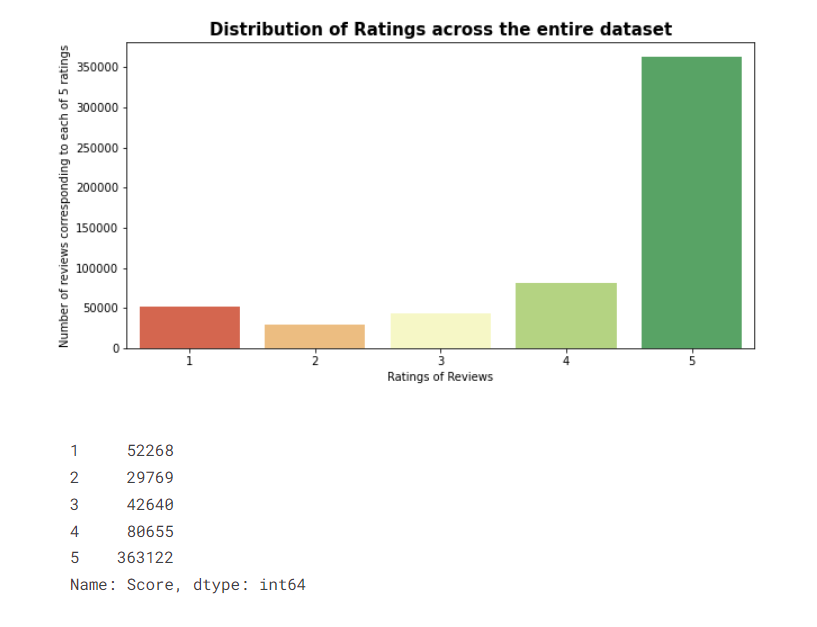 Distribution of Ratings across the entire dataset
Number of reviews corresponding to each of 5 ratings
350000
300000
250000
200000
150000
100000
50000
0
1 2 3 4 5
Ratings of Reviews
1 52268
2 29769
3 42640
4 80655
5 363122
Name: Score, dtype: int64